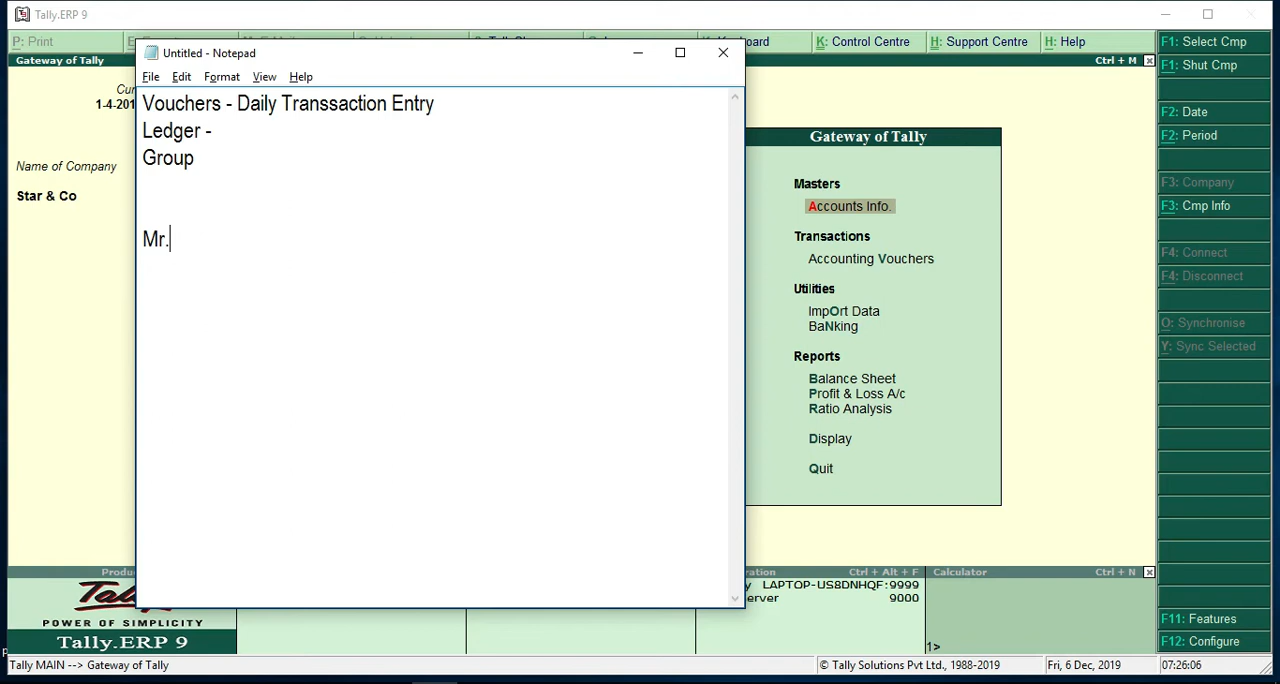 Tally.ERP 9
P: Print
K: Control Centre
H: Support Centre
H: Help
Gateway of Tally
Ctrl + M
1-4-201
Name of Company
Star & Co
Untitled - Notepad
File Edit Format View Help
Vouchers - Daily Transsaction Entry
Ledger -
Group
Mr.
Gateway of Tally
Masters
Accounts Info.
Transactions
Accounting Vouchers
Utilities
ImpOrt Data
BaNking
Reports
Balance Sheet
Profit & Loss A/c
Ratio Analysis
Display
Quit
F1: Select Cmp
F1: Shut Cmp
F2: Date
F2: Period
F3: Company
F3: Cmp Info
F4: Connect
F4: Disconnect
O: Synchronise
Y: Sync Selected
F11: Features
F12: Configure
Tally
POWER OF SIMPLICITY
Tally.ERP 9
Ctrl + Alt + F
LAPTOP-US8DNHQF:9999
9000
Calculator
Ctrl + N
1>
Tally MAIN --> Gateway of Tally
© Tally Solutions Pvt Ltd., 1988-2019
Fri, 6 Dec, 2019
07:26:06